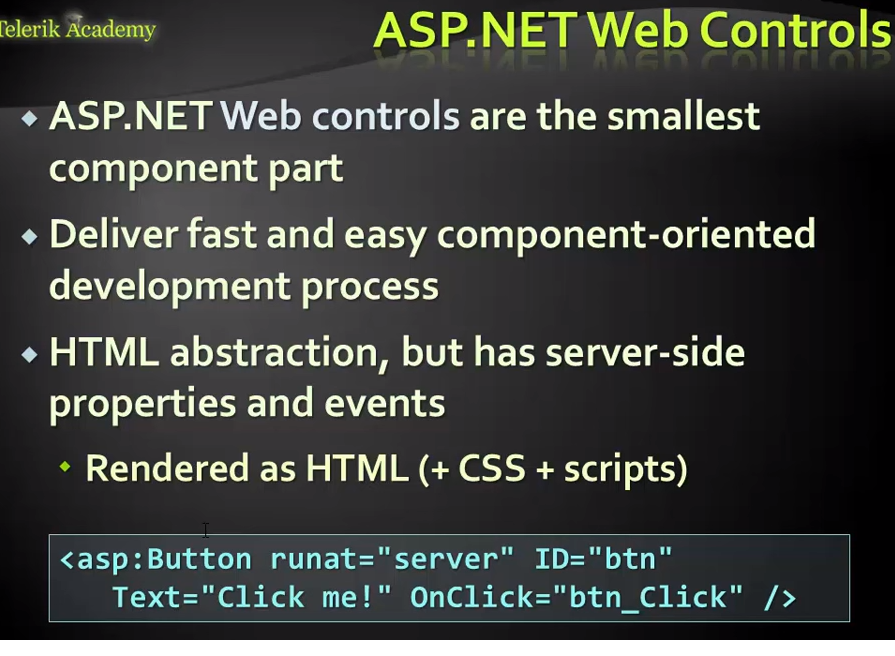 Telerik Academy
ASP.NET Web Controls
ASP.NET Web controls are the smallest
component part
Deliver fast and easy component-oriented
development process
HTML abstraction, but has server-side
properties and events
Rendered as HTML (+ CSS + scripts)
<asp:Button runat="server" ID="btn"
Text="Click me!" OnClick="btn_Click" />